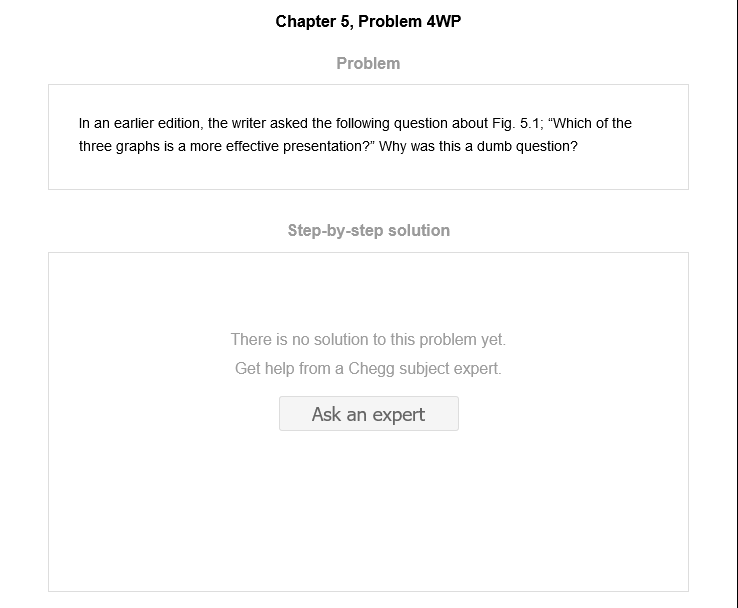 Chapter 5, Problem 4WP
Problem
In an earlier edition, the writer asked the following question about Fig. 5.1; “Which of the
three graphs is a more effective presentation?” Why was this a dumb question?
Step-by-step solution
There is no solution to this problem yet.
Get help from a Chegg subject expert.
Ask an expert